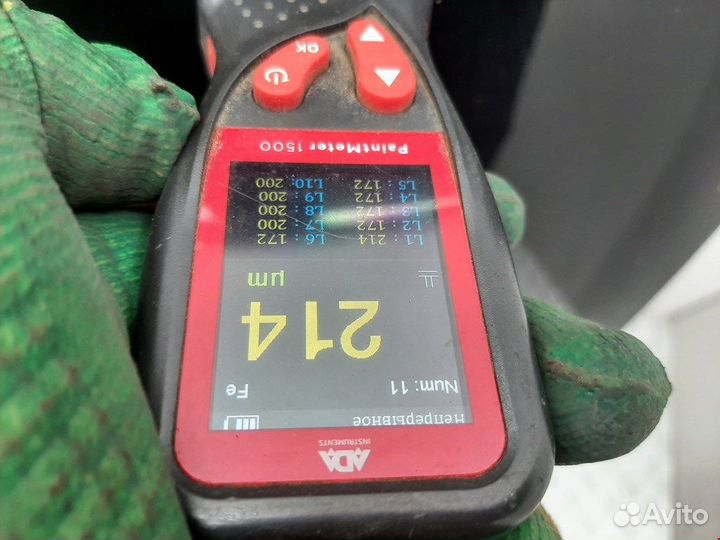 ADA
INSTRUMENTS
Непрерывное
Num: 11 Fe
214 µm
L1 : 214 L6 : 172
L2 : 172 L7 : 200
L3 : 172 L8 : 200
L4 : 172 L9 : 200
L5 : 172 L10: 200
PaintMeter 1500
OK
Avito